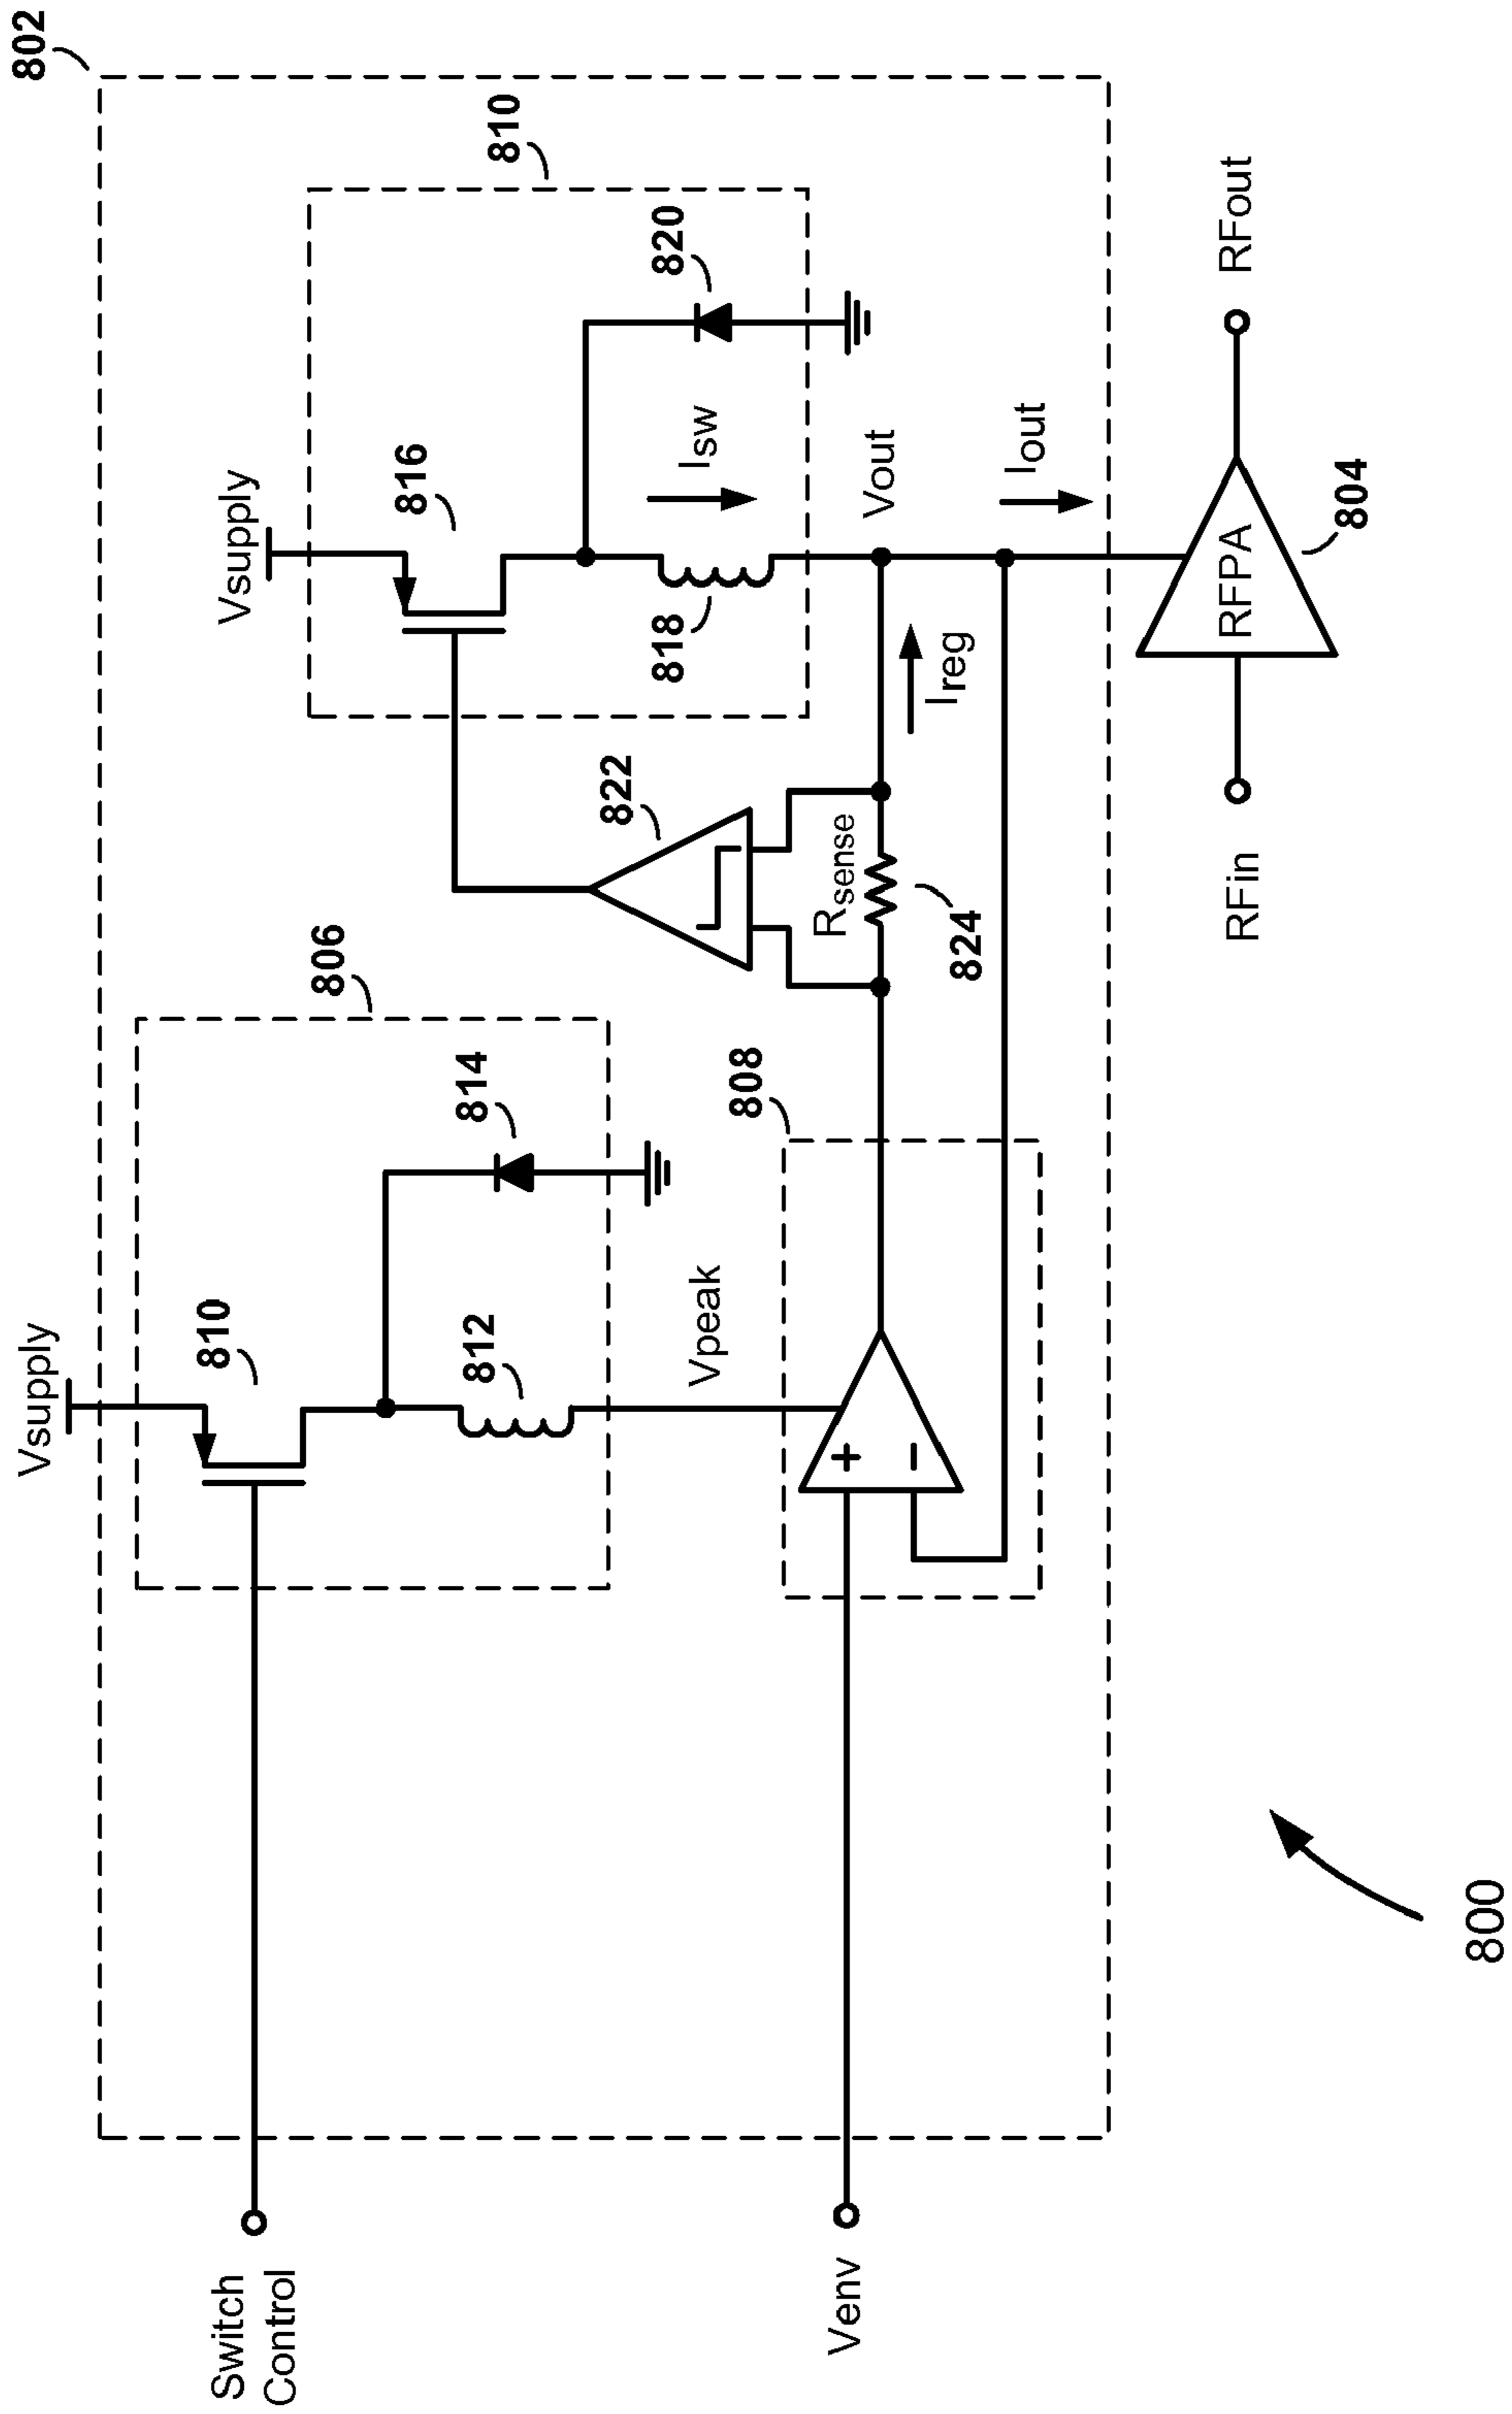 802
Vsupply
Vsupply
810
806
816
810
810
814
822
818
820
Isw
812
Vpeak
808
Rsense
824
Ireg
Vout
Iout
Switch
Control
Venv
RFin
RFPA
RFout
804
+
−
800